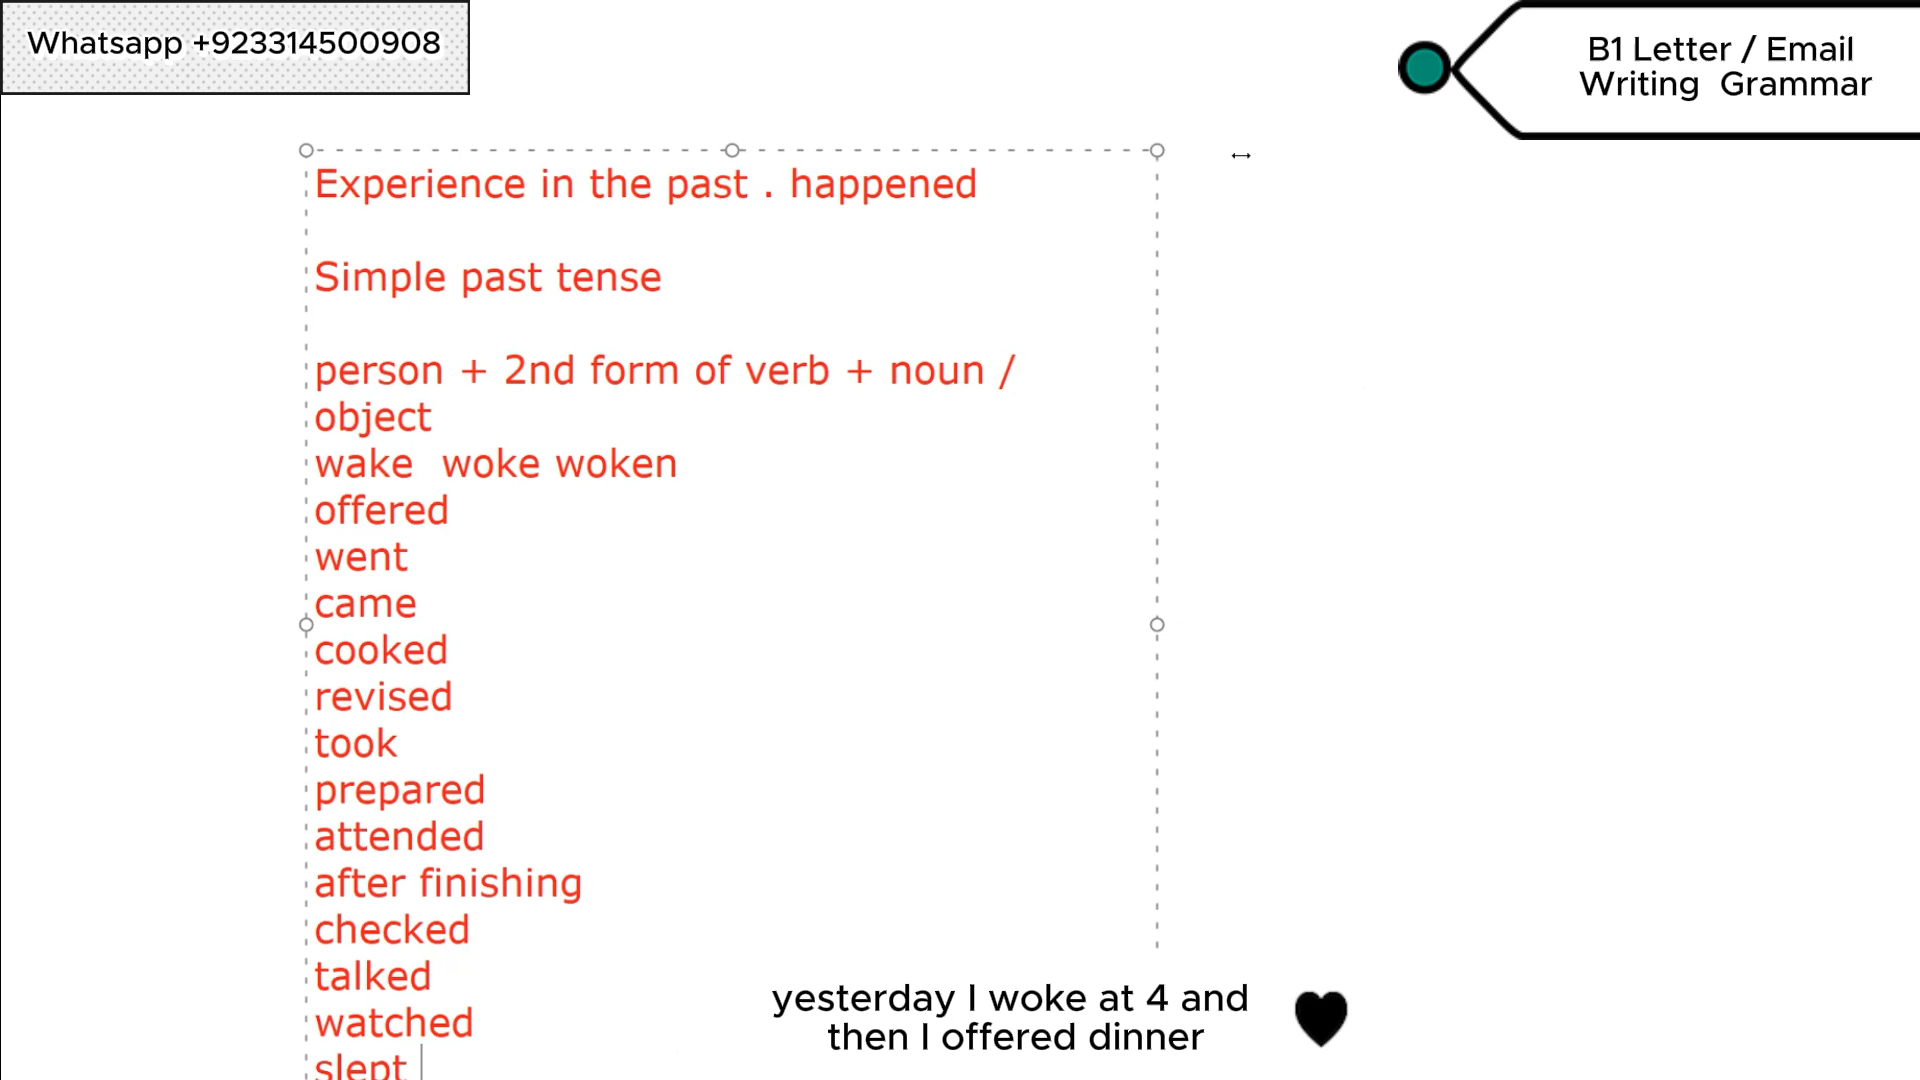 Whatsapp +923314500908
B1 Letter / Email
Writing Grammar
Experience in the past . happened
Simple past tense
person + 2nd form of verb + noun /
object
wake woke woken
offered
went
came
cooked
revised
took
prepared
attended
after finishing
checked
talked
watched
slept
yesterday I woke at 4 and
then I offered dinner